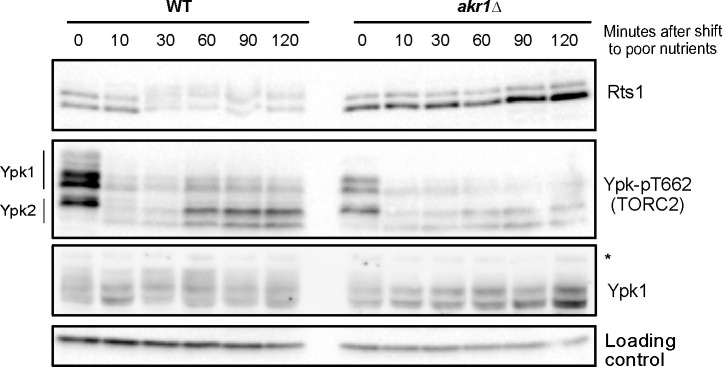 WT
akr1Δ
0 10 30 60 90 120
0 10 30 60 90 120
Minutes after shift
to poor nutrients
Rts1
Ypk1
Ypk2
Ypk-pT662
(TORC2)
*
Ypk1
Loading
control